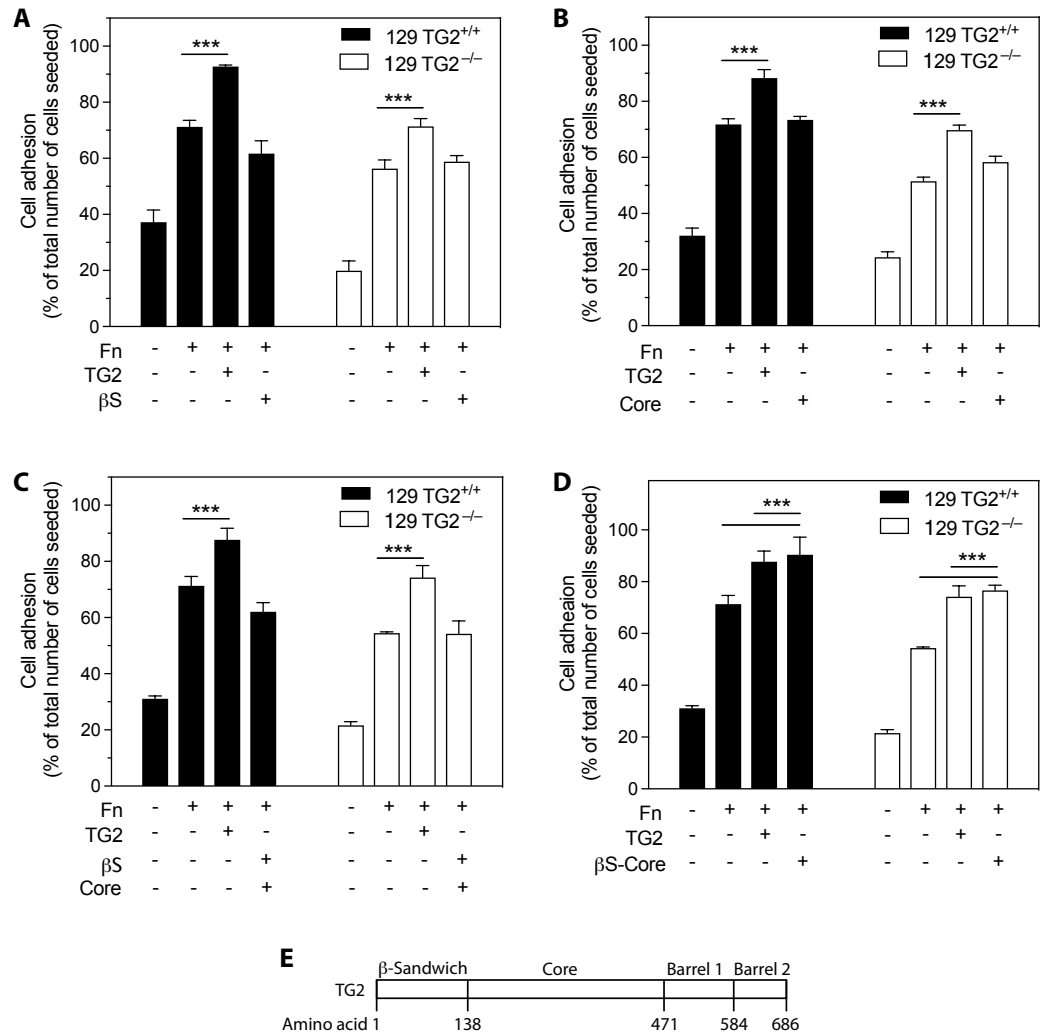 A
Cell adhesion
(% of total number of cells seeded)
100
80
60
40
20
0
***
***
129 TG2+/+
129 TG2−/−
Fn - + + + - + + +
TG2 - - + - - - + -
βS - - - + - - - +
B
Cell adhesion
(% of total number of cells seeded)
100
80
60
40
20
0
***
***
129 TG2+/+
129 TG2−/−
Fn - + + + - + + +
TG2 - - + - - - + -
Core - - - + - - - +
C
Cell adhesion
(% of total number of cells seeded)
100
80
60
40
20
0
***
***
129 TG2+/+
129 TG2−/−
Fn - + + + - + + +
TG2 - - + - - - + -
βS - - - + - - - +
Core - - - + - - - +
D
Cell adheaion
(% of total number of cells seeded)
100
80
60
40
20
0
***
***
129 TG2+/+
129 TG2−/−
Fn - + + + - + + +
TG2 - - + - - - + -
βS-Core - - - + - - - +
E
β-Sandwich Core Barrel 1 Barrel 2
TG2
Amino acid 1 138 471 584 686